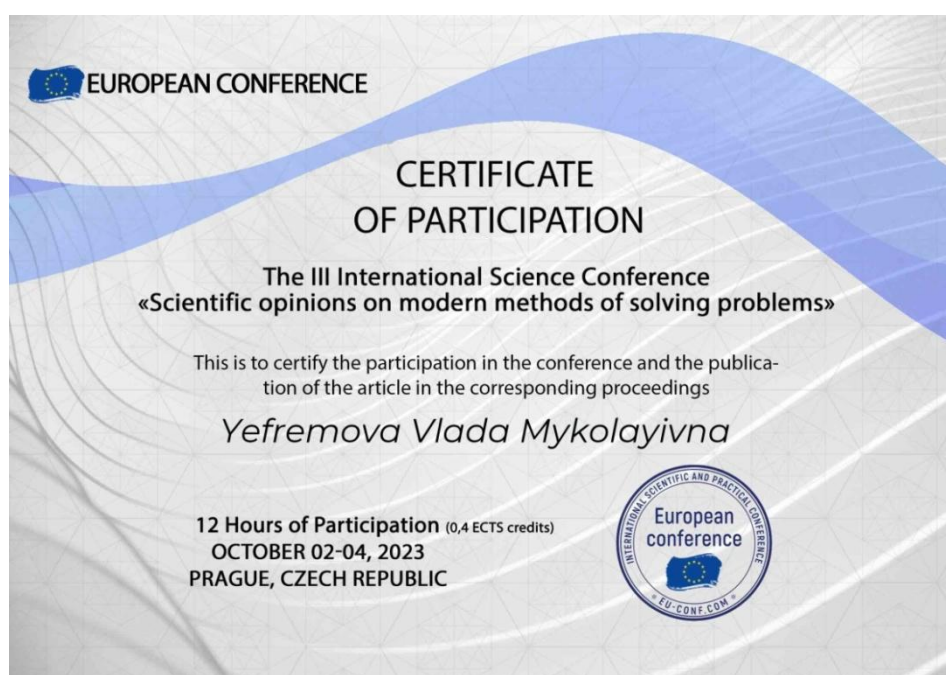 EUROPEAN CONFERENCE
CERTIFICATE
OF PARTICIPATION
The III International Science Conference
«Scientific opinions on modern methods of solving problems»
This is to certify the participation in the conference and the publica-
tion of the article in the corresponding proceedings
Yefremova Vlada Mykolayivna
12 Hours of Participation (0,4 ECTS credits)
OCTOBER 02-04, 2023
PRAGUE, CZECH REPUBLIC
INTERNATIONAL SCIENTIFIC AND PRACTICAL CONFERENCE
European
conference
EU-CONF.COM